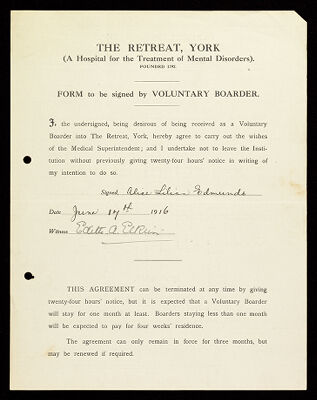 THE RETREAT, YORK
(A Hospital for the Treatment of Mental Disorders).
FOUNDED 1792.
FORM to be signed by VOLUNTARY BOARDER.
I, the undersigned, being desirous of being received as a Voluntary
Boarder into The Retreat, York, hereby agree to carry out the wishes
of the Medical Superintendent; and I undertake not to leave the Insti-
tution without previously giving twenty-four hours' notice in writing of
my intention to do so.
Signed Alice Lilian Edmunds
Date June 17th 1916
Witness Edith A.
THIS AGREEMENT can be terminated at any time by giving
twenty-four hours' notice, but it is expected that a Voluntary Boarder
will stay for one month at least. Boarders staying less than one month
will be expected to pay for four weeks' residence.
The agreement can only remain in force for three months, but
may be renewed if required.